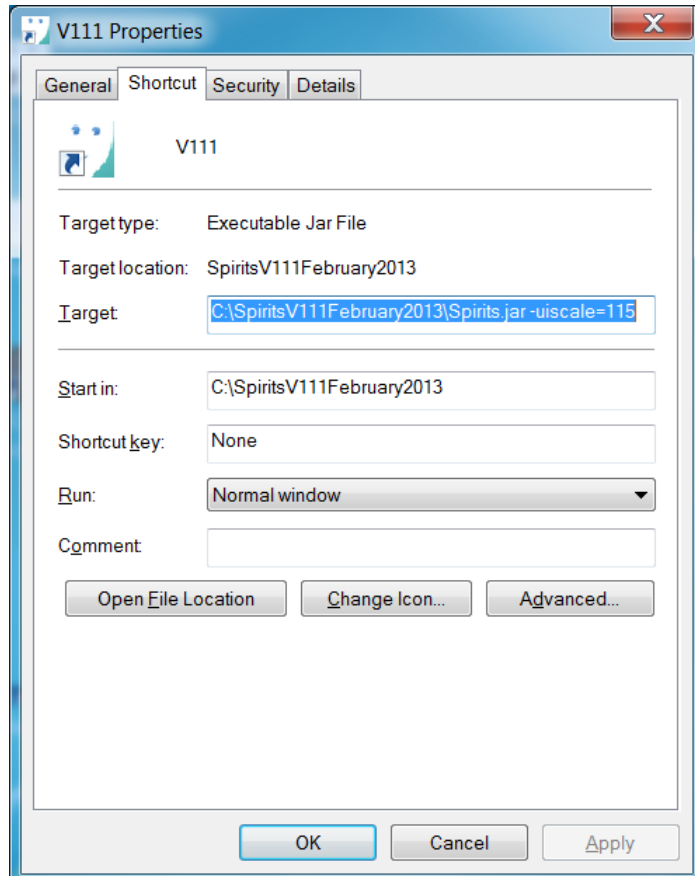 V111 Properties
General Shortcut Security Details
V111
Target type: Executable Jar File
Target location: SpiritsV111February2013
Target: C:\SpiritsV111February2013\Spirits.jar -uiscale=115
Start in: C:\SpiritsV111February2013
Shortcut key: None
Run: Normal window
Comment:
Open File Location Change Icon... Advanced...
OK Cancel Apply